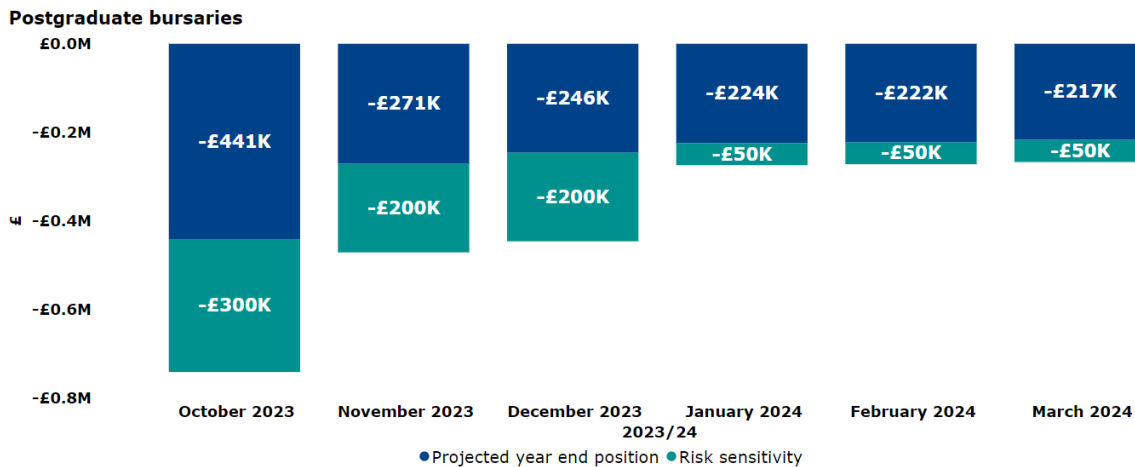 Postgraduate bursaries
£0.0M
-£0.2M
-£0.4M
-£0.6M
-£0.8M
£
-£441K
-£271K
-£246K
-£224K
-£222K
-£217K
-£300K
-£200K
-£200K
-£50K
-£50K
-£50K
October 2023
November 2023
December 2023
January 2024
February 2024
March 2024
2023/24
Projected year end position
Risk sensitivity